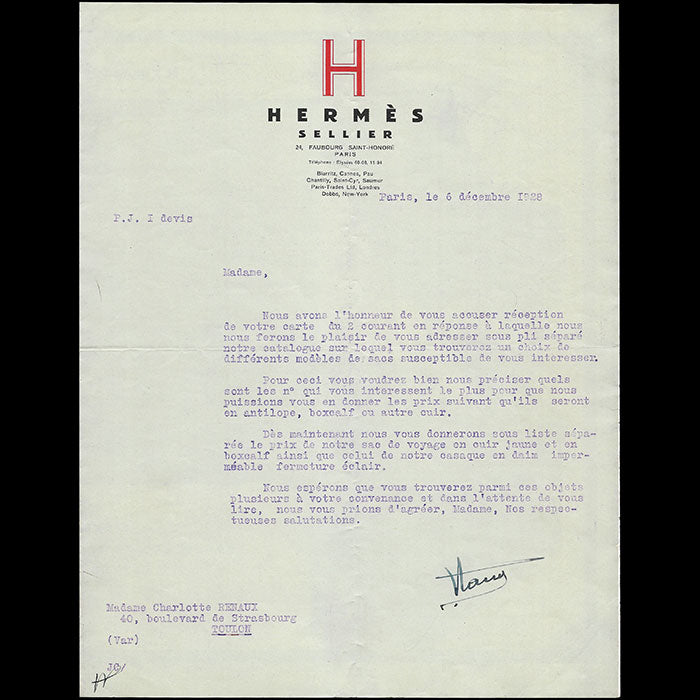 H
HERMÈS
SELLIER
24, FAUBOURG SAINT-HONORÉ
PARIS
Téléphone : Elysées
Biarritz, Cannes, Pau
Chantilly, Saint-Cyr, Saumur
Paris-Trades Ltd, Londres
Dobbs, New-York
Paris, le 6 décembre 1928
P.J. I devis
Madame,
Nous avons l'honneur de vous accuser réception
de votre carte du 2 courant en réponse à laquelle nous
nous ferons le plaisir de vous adresser sous pli séparé
notre catalogue sur lequel vous trouverez un choix de
différents modèles de sacs susceptible de vous interesser.
Pour ceci vous voudrez bien nous préciser quels
sont les n° qui vous interessent le plus pour que nous
puissions vous en donner les prix suivant qu'ils seront
en antilope, boxcalf ou autre cuir.
Dès maintenant nous vous donnerons sous liste sépa-
rée le prix de notre sac de voyage en cuir jaune et en
boxcalf ainsi que celui de notre casaque en daim imper-
méable fermeture éclair.
Nous espérons que vous trouverez parmi ces objets
plusieurs à votre convenance et dans l'attente de vous
lire, nous vous prions d'agréer, Madame, Nos respec-
tueuses salutations.
Madame Charlotte RENAUX
40, boulevard de Strasbourg
TOULON
(Var)
JG/